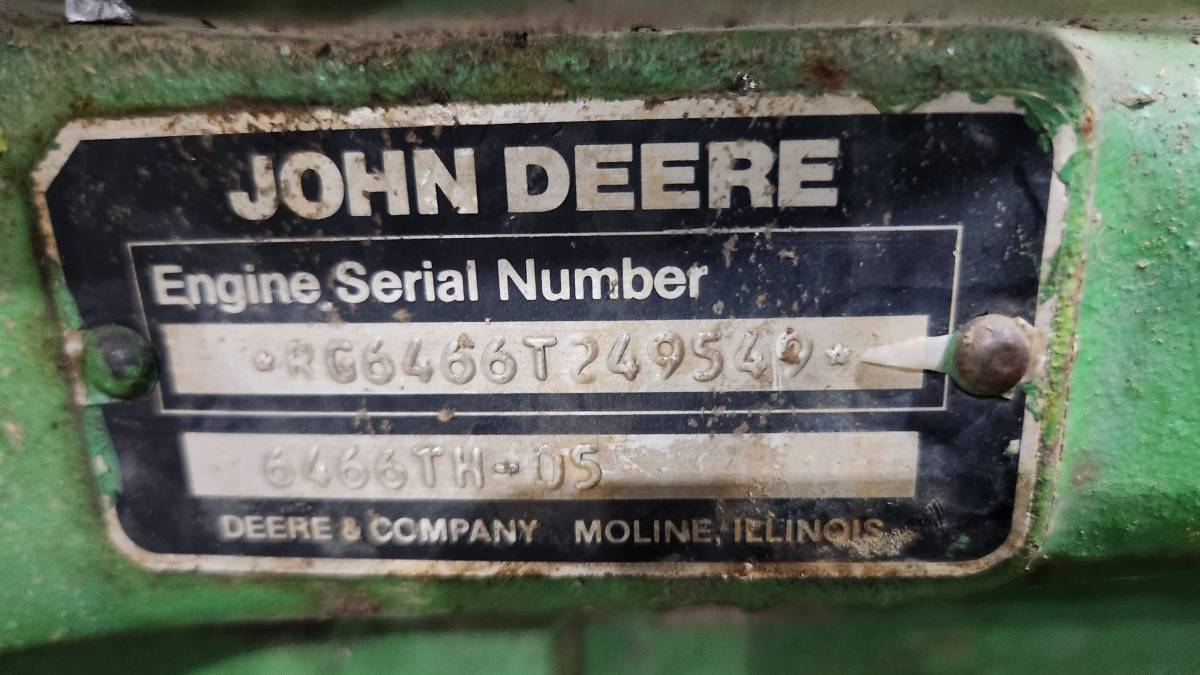 JOHN DEERE
Engine Serial Number
*RG6466T249549*
6466TH-05
DEERE & COMPANY MOLINE, ILLINOIS